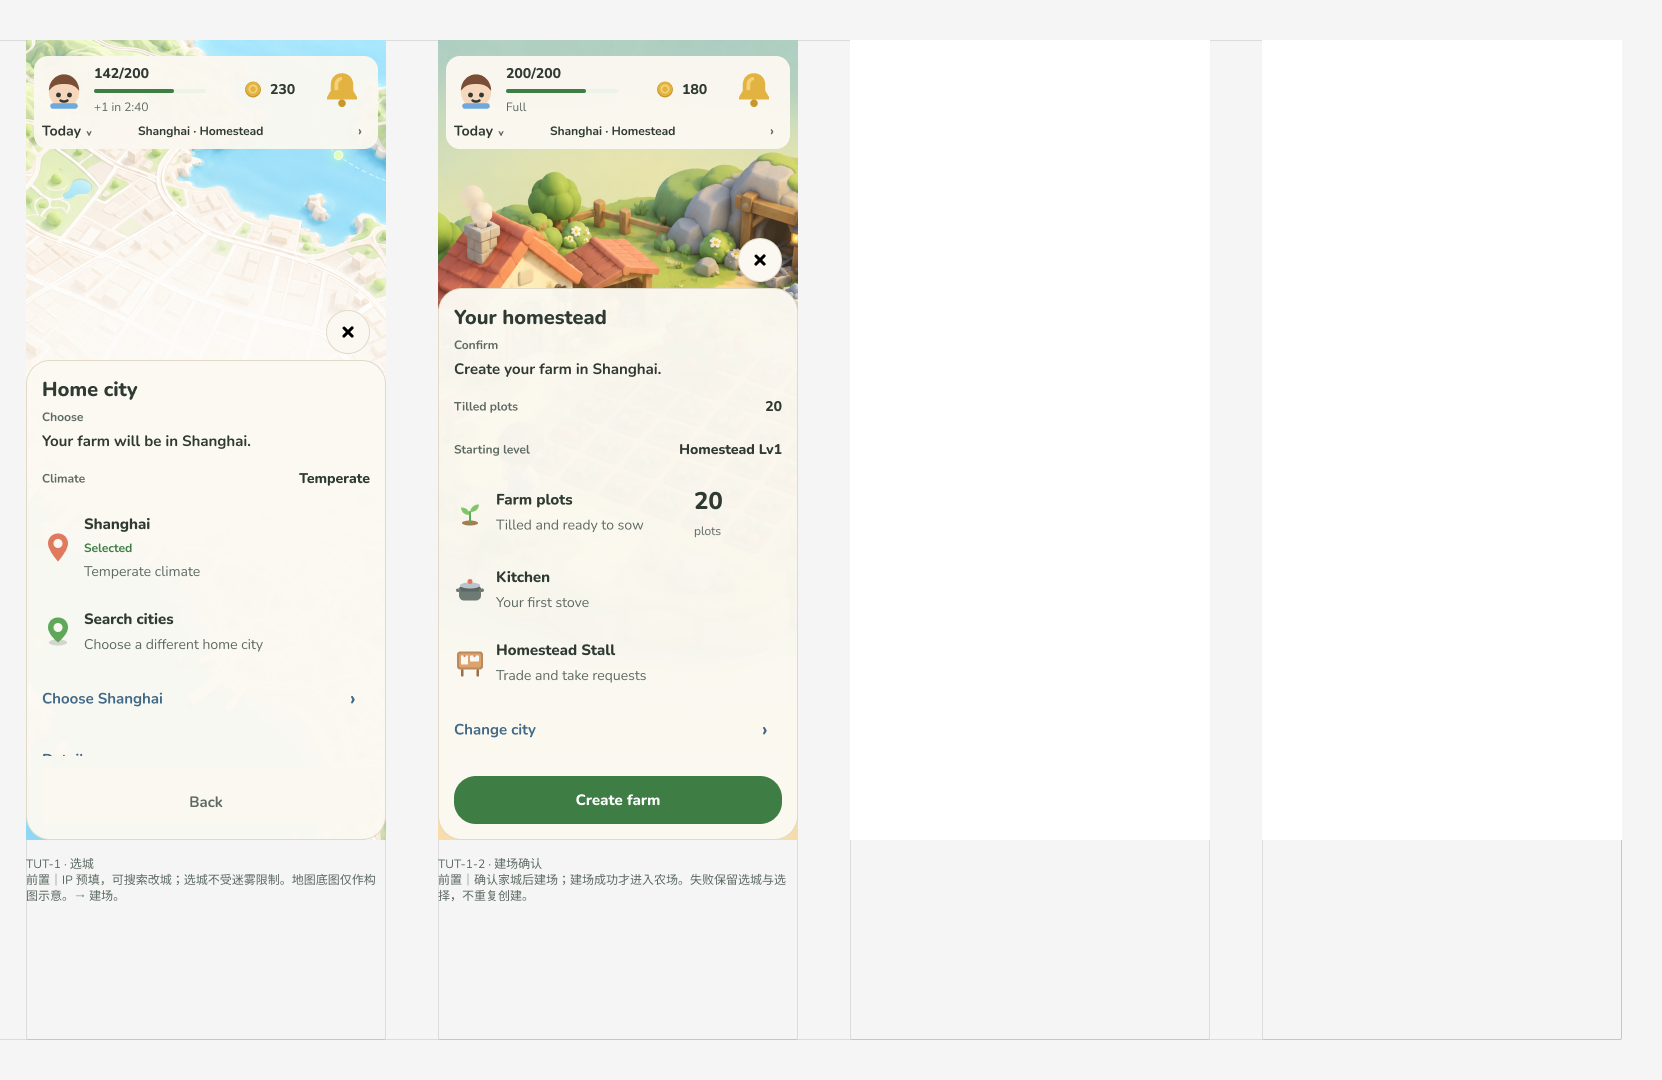 142/200
+1 in 2:40
230
Today
Shanghai · Homestead
Home city
Choose
Your farm will be in Shanghai.
Climate
Temperate
Shanghai
Selected
Temperate climate
Search cities
Choose a different home city
Choose Shanghai
Back
TUT-1 · 选城
前置｜IP 预填，可搜索改城；选城不受迷雾限制。地图底图仅作构
图示意。→ 建场。
200/200
Full
180
Today
Shanghai · Homestead
Your homestead
Confirm
Create your farm in Shanghai.
Tilled plots
20
Starting level
Homestead Lv1
Farm plots
Tilled and ready to sow
20
plots
Kitchen
Your first stove
Homestead Stall
Trade and take requests
Change city
Create farm
TUT-1-2 · 建场确认
前置｜确认家城后建场；建场成功才进入农场。失败保留选城与选
择，不重复创建。